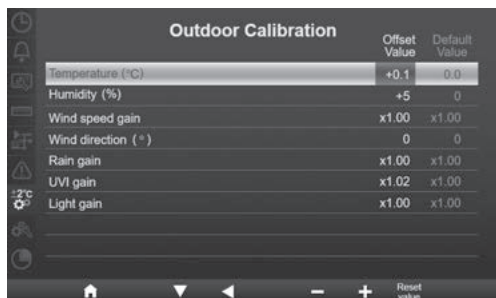 Outdoor Calibration
Offset Value
Default Value
Temperature (°C) +0.1 0.0
Humidity (%) +5 0
Wind speed gain x1.00 x1.00
Wind direction (°) 0 0
Rain gain x1.00 x1.00
UVI gain x1.02 x1.00
Light gain x1.00 x1.00
±2°C
Reset value